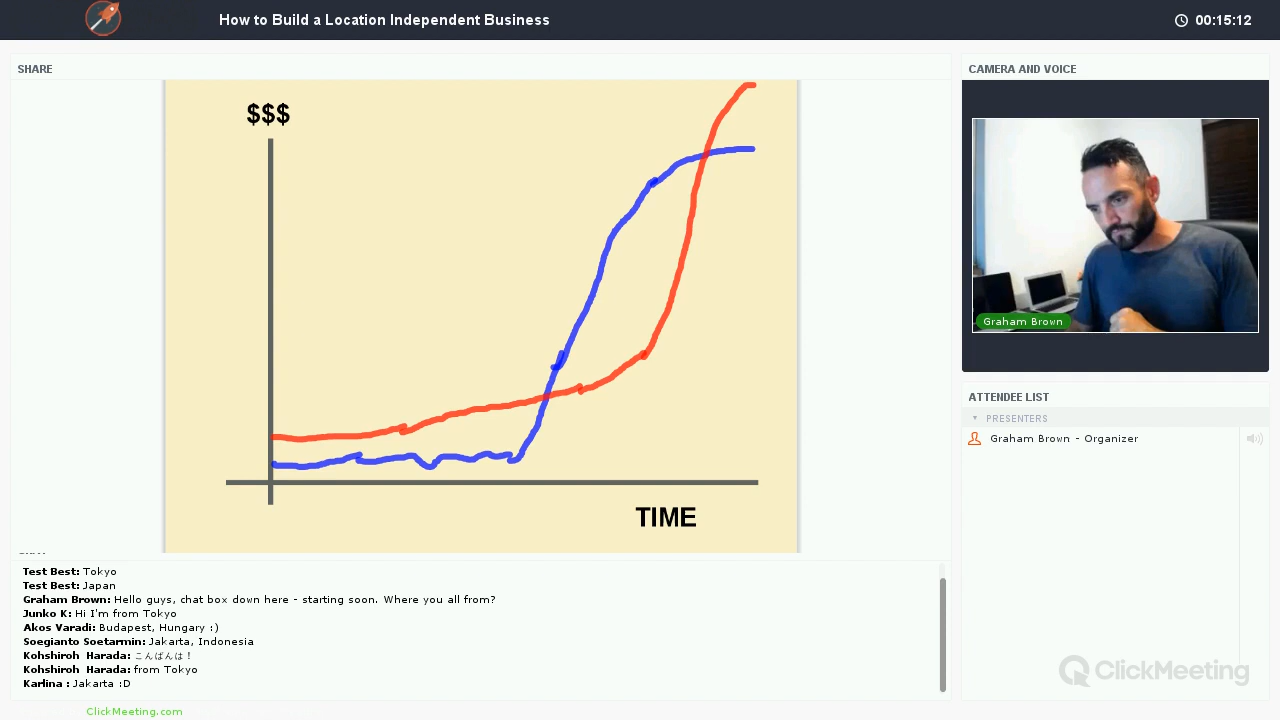 How to Build a Location Independent Business
00:15:12
SHARE
$$$
TIME
Test Best: Tokyo
Test Best: Japan
Graham Brown: Hello guys, chat box down here - starting soon. Where you all from?
Junko K: Hi I'm from Tokyo
Akos Varadi: Budapest, Hungary :)
Soegianto Soetarmin: Jakarta, Indonesia
Kohshiroh Harada: こんばんは！
Kohshiroh Harada: from Tokyo
Karlina : Jakarta :D
ClickMeeting.com
CAMERA AND VOICE
Graham Brown
ATTENDEE LIST
PRESENTERS
Graham Brown - Organizer
ClickMeeting